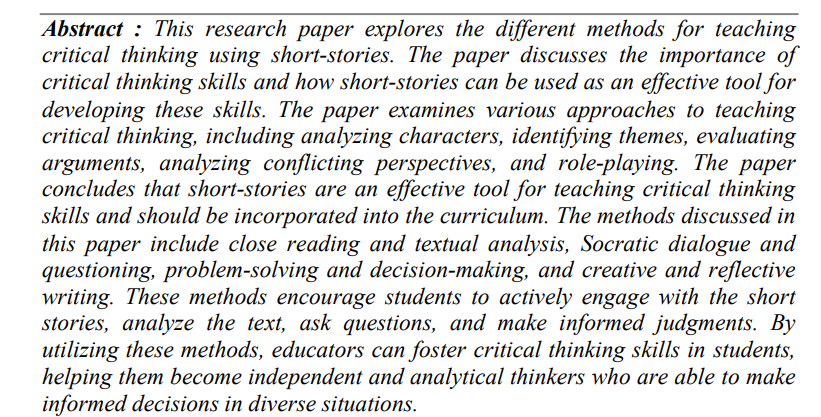 Abstract : This research paper explores the different methods for teaching
critical thinking using short-stories. The paper discusses the importance of
critical thinking skills and how short-stories can be used as an effective tool for
developing these skills. The paper examines various approaches to teaching
critical thinking, including analyzing characters, identifying themes, evaluating
arguments, analyzing conflicting perspectives, and role-playing. The paper
concludes that short-stories are an effective tool for teaching critical thinking
skills and should be incorporated into the curriculum. The methods discussed in
this paper include close reading and textual analysis, Socratic dialogue and
questioning, problem-solving and decision-making, and creative and reflective
writing. These methods encourage students to actively engage with the short
stories, analyze the text, ask questions, and make informed judgments. By
utilizing these methods, educators can foster critical thinking skills in students,
helping them become independent and analytical thinkers who are able to make
informed decisions in diverse situations.